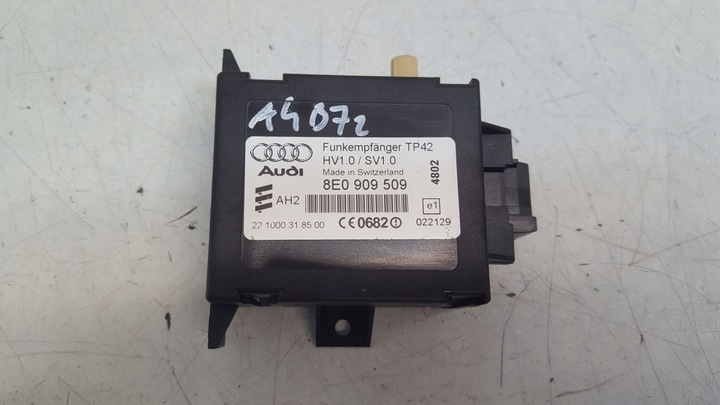 A4 07r
Funkempfänger TP42
HV1.0 / SV1.0
Audi
Made in Switzerland
8E0 909 509
4802
AH2
e1
22 1000 31 85 00
CE0682!
022129